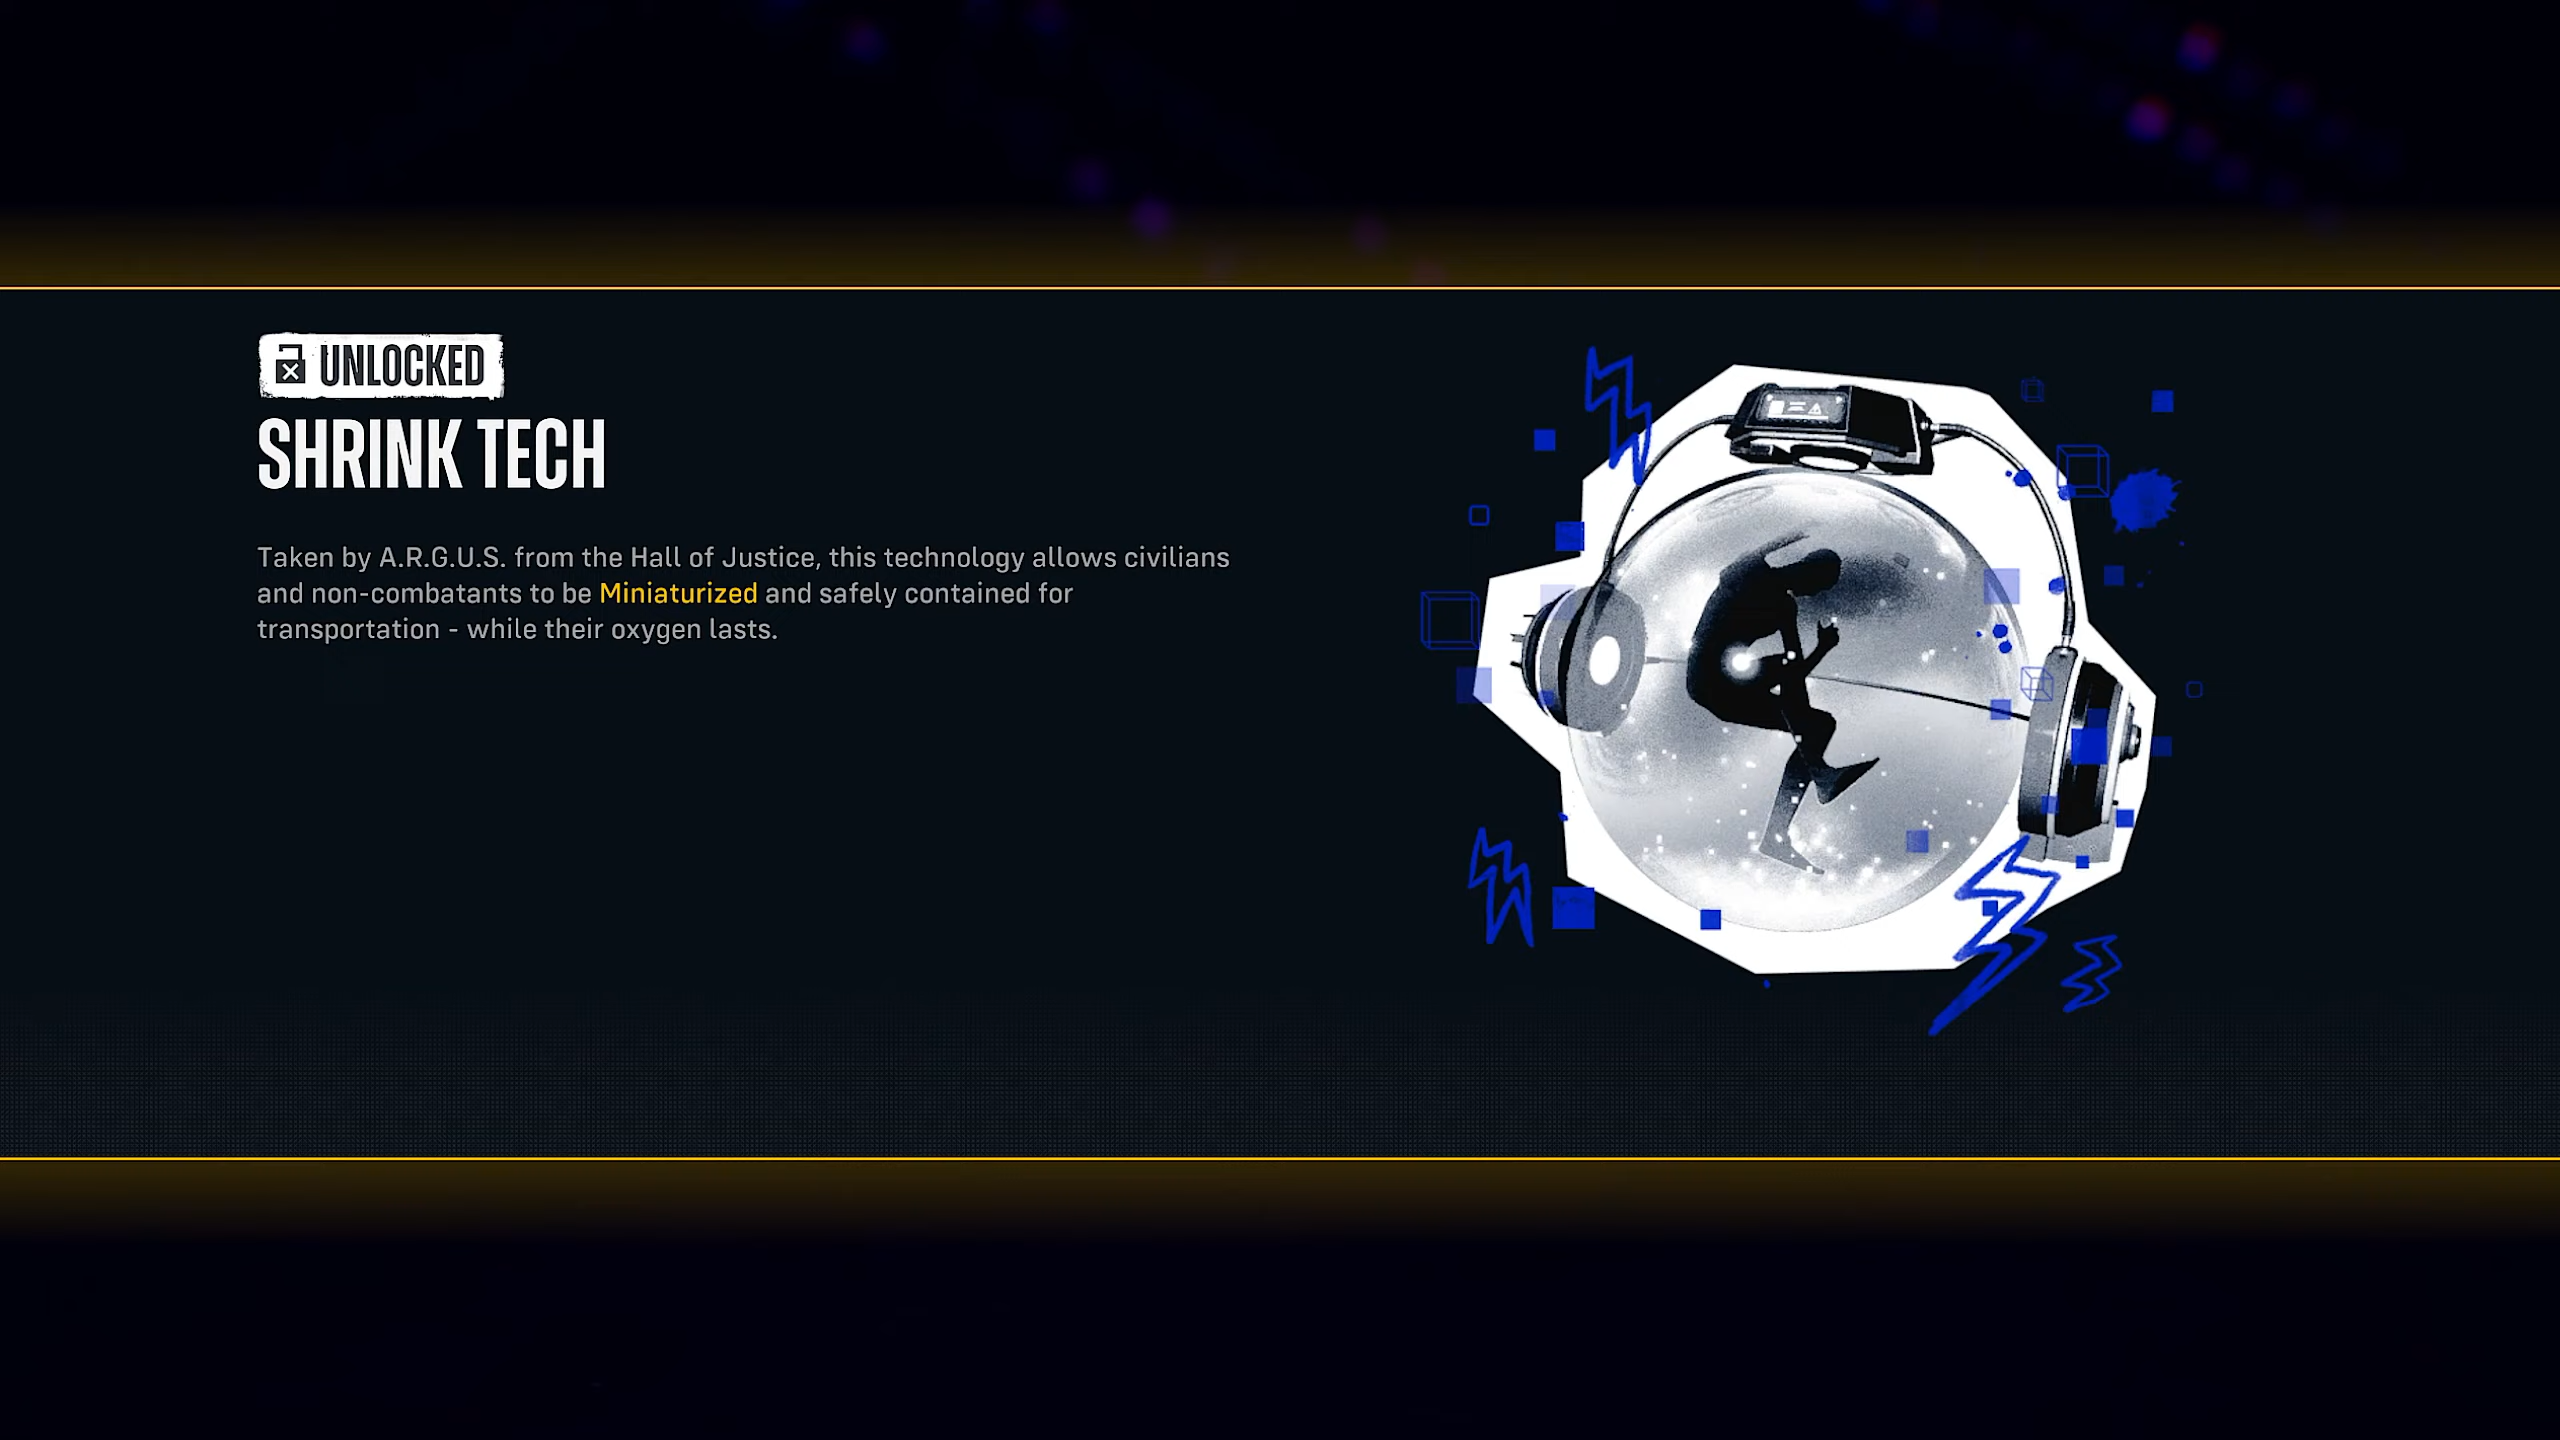 UNLOCKED
SHRINK TECH
Taken by A.R.G.U.S. from the Hall of Justice, this technology allows civilians
and non-combatants to be Miniaturized and safely contained for
transportation - while their oxygen lasts.